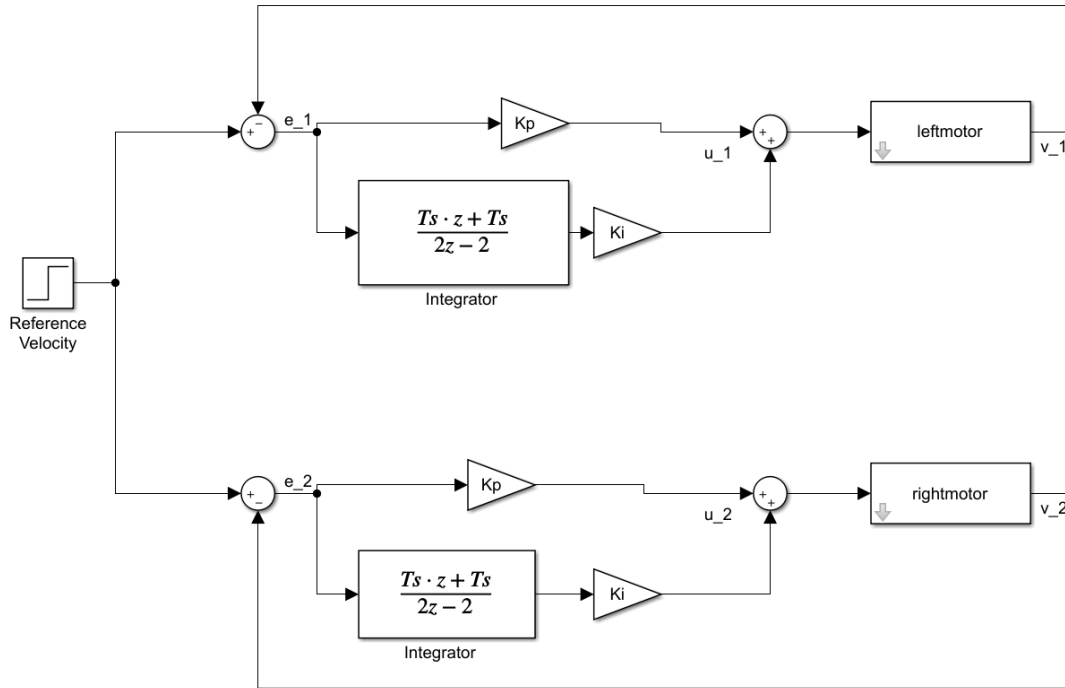 e_1
Kp
+ −
+ +
leftmotor
u_1
v_1
Ts · z + Ts
2z − 2
Ki
Integrator
Reference
Velocity
e_2
Kp
+ −
+ +
rightmotor
u_2
v_2
Ts · z + Ts
2z − 2
Ki
Integrator